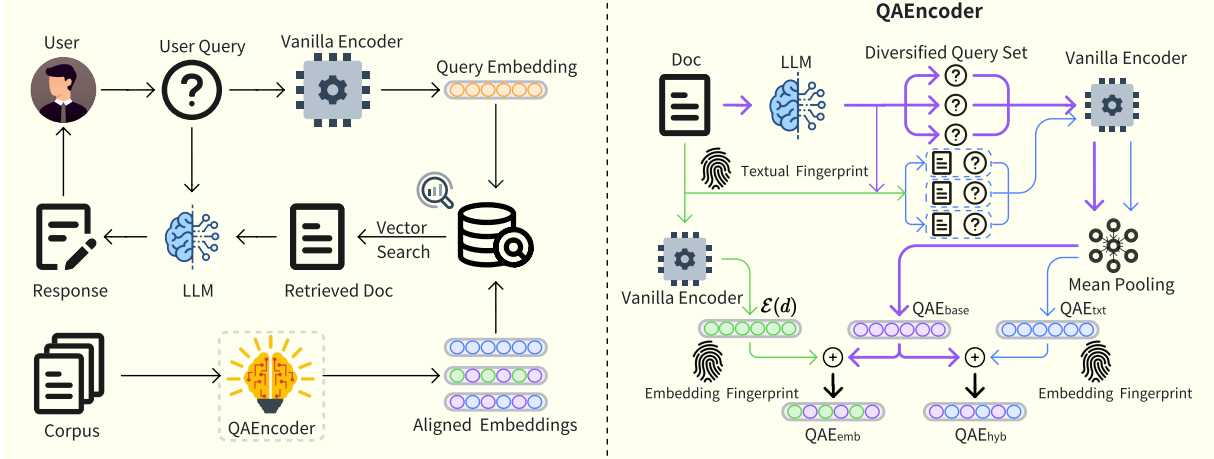 User
User Query
Vanilla Encoder
Query Embedding
Vector
Search
Response
LLM
Retrieved Doc
Corpus
QAEncoder
Aligned Embeddings
QAEncoder
Doc
LLM
Diversified Query Set
Vanilla Encoder
Textual Fingerprint
Vanilla Encoder
Mean Pooling
ℰ(d)
QAEbase
QAEtxt
Embedding Fingerprint
Embedding Fingerprint
QAEemb
QAEhyb